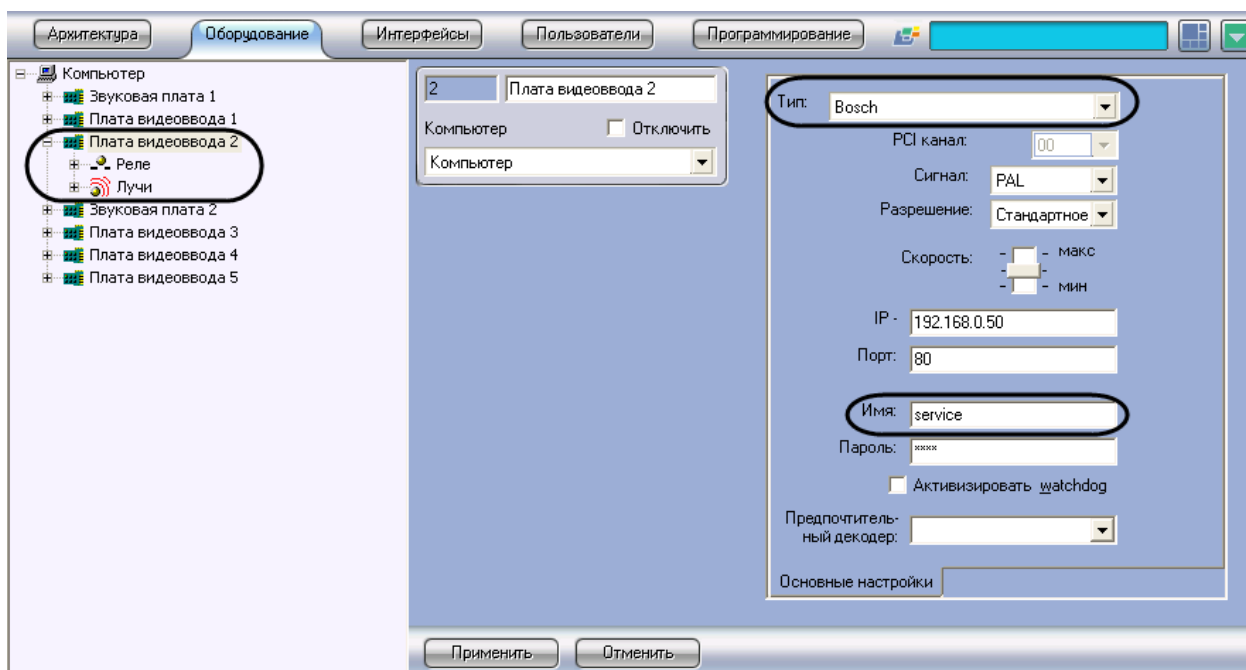 Архитектура Оборудование Интерфейсы Пользователи Программирование
Компьютер
Звуковая плата 1
Плата видеоввода 1
Плата видеоввода 2
Реле
Лучи
Звуковая плата 2
Плата видеоввода 3
Плата видеоввода 4
Плата видеоввода 5
2 Плата видеоввода 2
Компьютер Отключить
Компьютер
Тип: Bosch
PCI канал: 00
Сигнал: PAL
Разрешение: Стандартное
Скорость: - - макс
- -
- - мин
IP - 192.168.0.50
Порт: 80
Имя: service
Пароль: ××××
Активизировать watchdog
Предпочтитель-
ный декодер:
Основные настройки
Применить Отменить